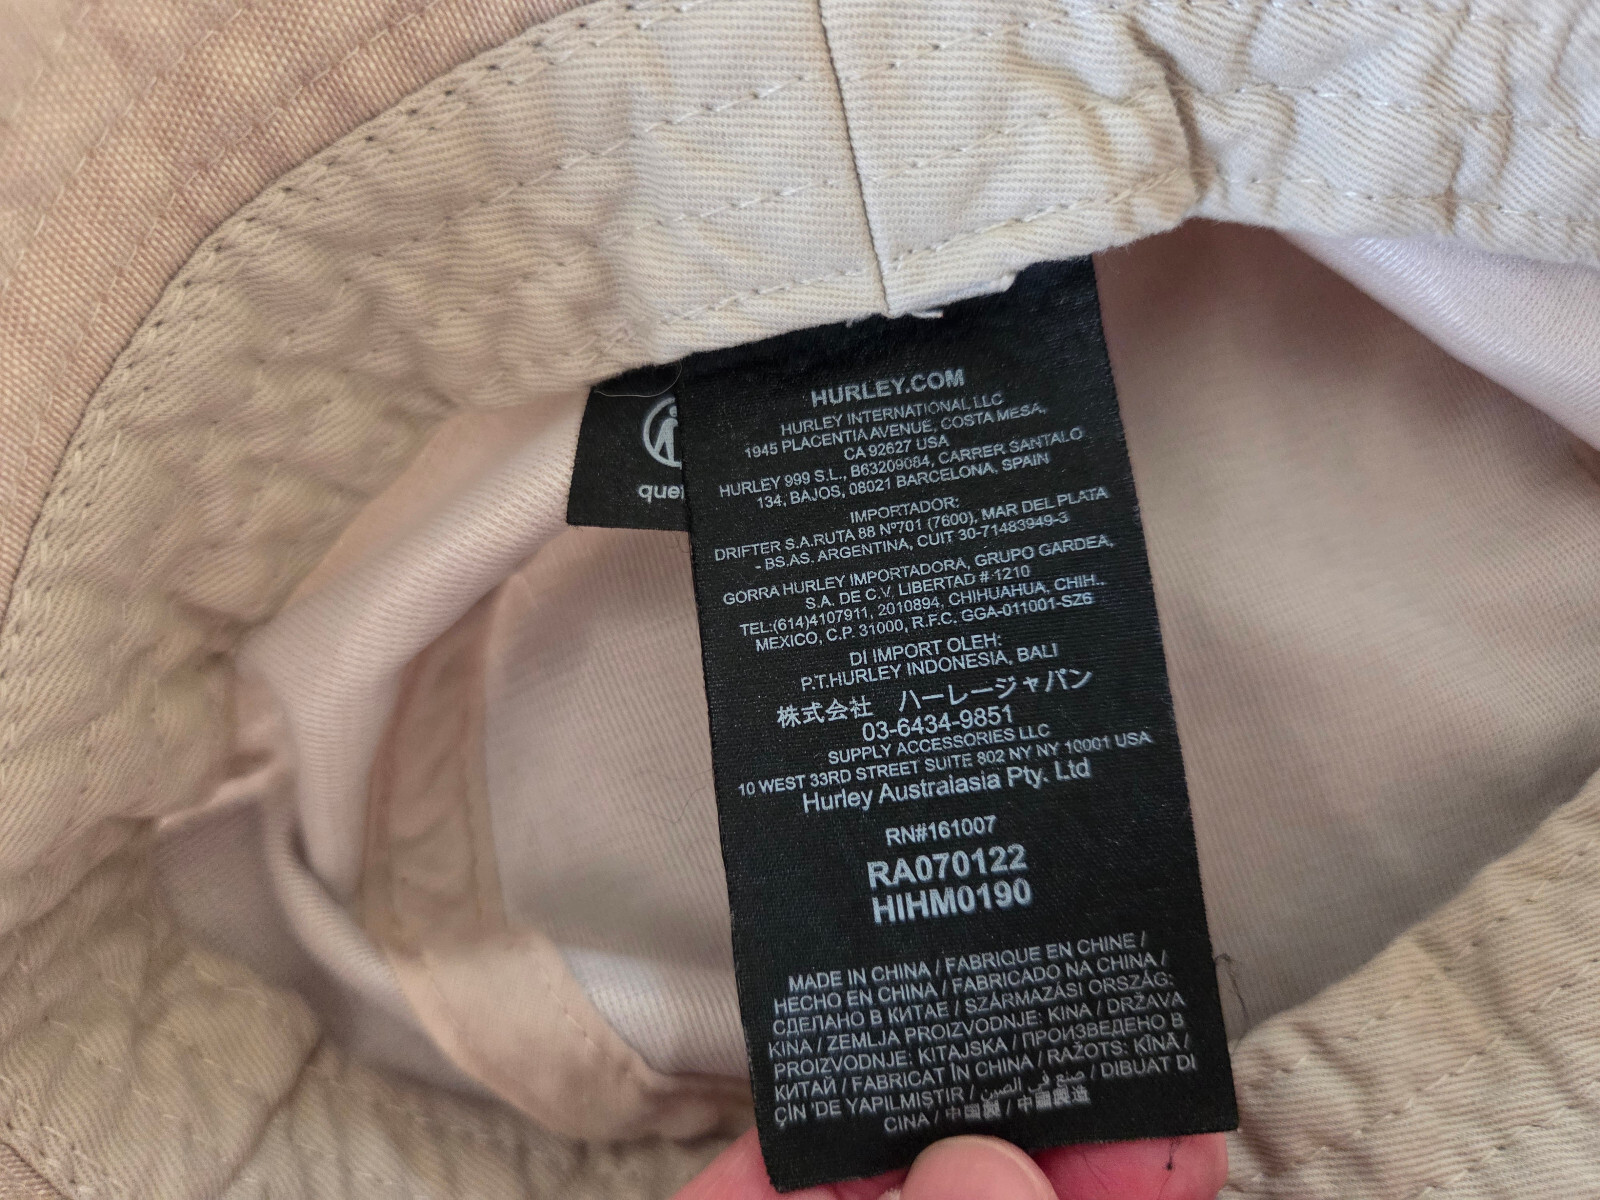 HURLEY.COM
HURLEY INTERNATIONAL LLC
1945 PLACENTIA AVENUE, COSTA MESA,
CA 92627 USA
HURLEY 999 S.L., B63209084, CARRER SANTALO
134, BAJOS, 08021 BARCELONA, SPAIN
IMPORTADOR:
DRIFTER S.A.RUTA 88 Nº701 (7600), MAR DEL PLATA
- BS.AS. ARGENTINA, CUIT 30-71483949-3
GORRA HURLEY IMPORTADORA, GRUPO GARDEA,
S.A. DE C.V. LIBERTAD # 1210
TEL:(614)4107911, 2010894, CHIHUAHUA, CHIH..
MEXICO, C.P. 31000, R.F.C. GGA-011001-SZ6
DI IMPORT OLEH:
P.T.HURLEY INDONESIA, BALI
株式会社 ハーレージャパン
03-6434-9851
SUPPLY ACCESSORIES LLC
10 WEST 33RD STREET SUITE 802 NY NY 10001 USA
Hurley Australasia Pty. Ltd
RN#161007
RA070122
HIHM0190
MADE IN CHINA / FABRIQUE EN CHINE /
HECHO EN CHINA / FABRICADO NA CHINA /
СДЕЛАНО В КИТАЕ / SZÁRMAZÁSI ORSZÁG:
KINA / ZEMLJA PROIZVODNJE: KINA / DRŽAVA
PROIZVODNJE: KITAJSKA / ПРОИЗВЕДЕНО В
КИТАЙ / FABRICAT ÎN CHINA / RAŽOTS: ĶĪNĀ /
ÇİN 'DE YAPILMISTIR / صنع في الصين / DIBUAT DI
CINA / 中国製 / 中國製造